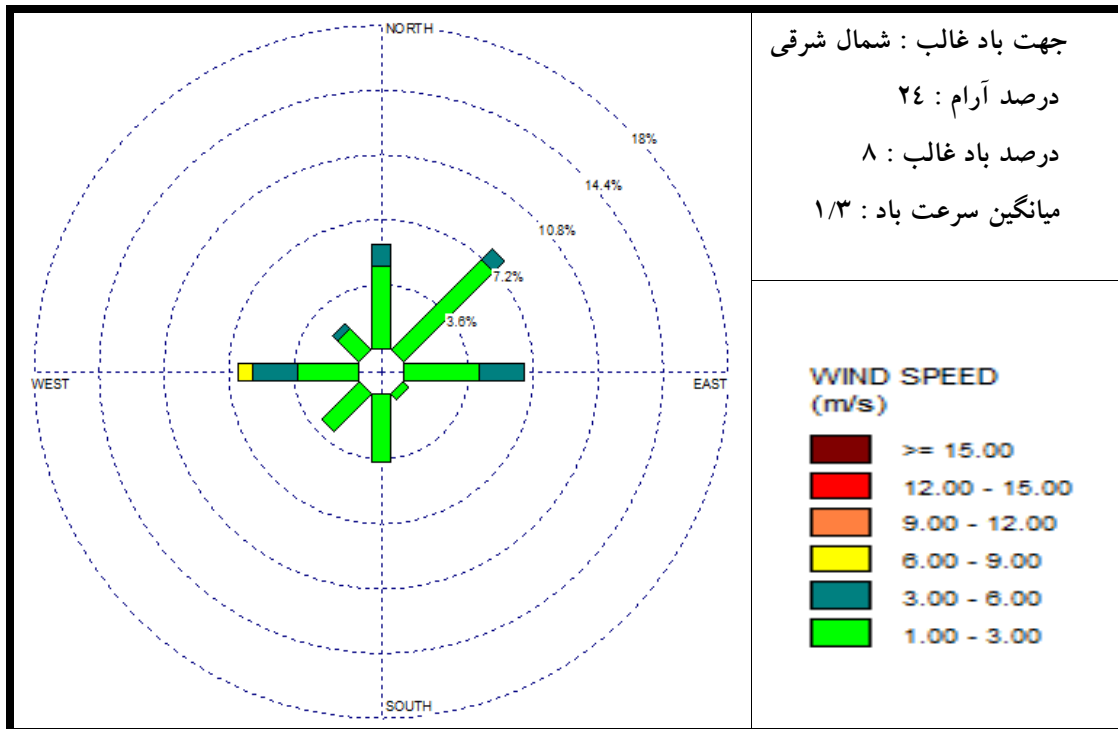 NORTH
18%
14.4%
10.8%
7.2%
3.6%
WEST
EAST
SOUTH
جهت باد غالب : شمال شرقی
درصد آرام : ٢٤
درصد باد غالب : ٨
میانگین سرعت باد : ١/٣
WIND SPEED
(m/s)
>= 15.00
12.00 - 15.00
9.00 - 12.00
6.00 - 9.00
3.00 - 6.00
1.00 - 3.00